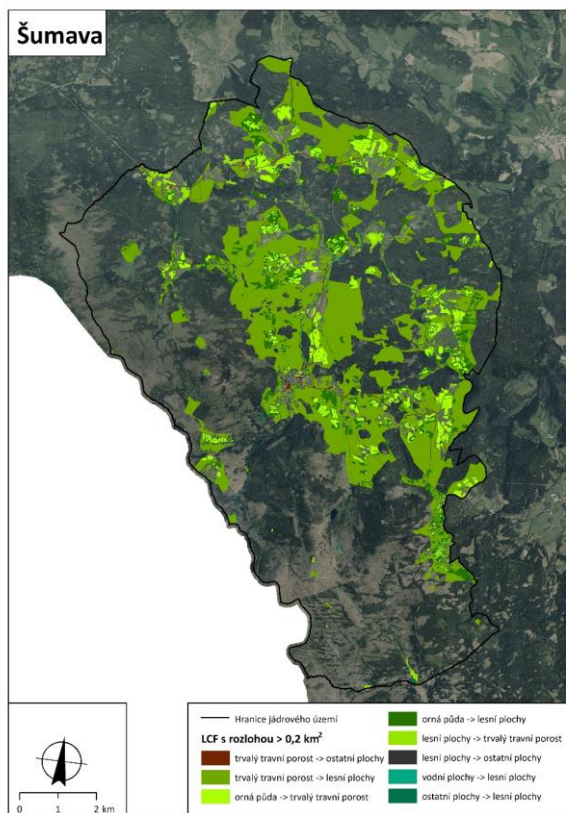 Šumava
Hranice jádrového území
LCF s rozlohou > 0,2 km²
trvalý travní porost -> ostatní plochy
trvalý travní porost -> lesní plochy
orná půda -> trvalý travní porost
orná půda -> lesní plochy
lesní plochy -> trvalý travní porost
lesní plochy -> ostatní plochy
vodní plochy -> lesní plochy
ostatní plochy -> lesní plochy
0 1 2 km